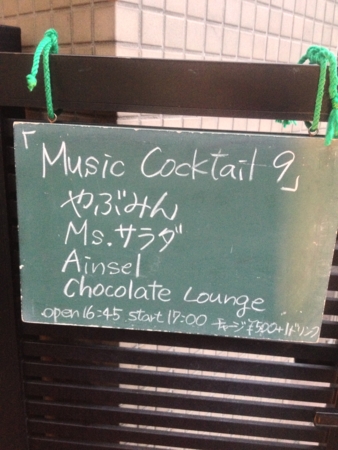 「Music Cocktail 9」
やぶみん
Ms.サラダ
Ainsel
Chocolate Lounge
open 16:45 start 17:00 チャージ ¥500+1ドリンク